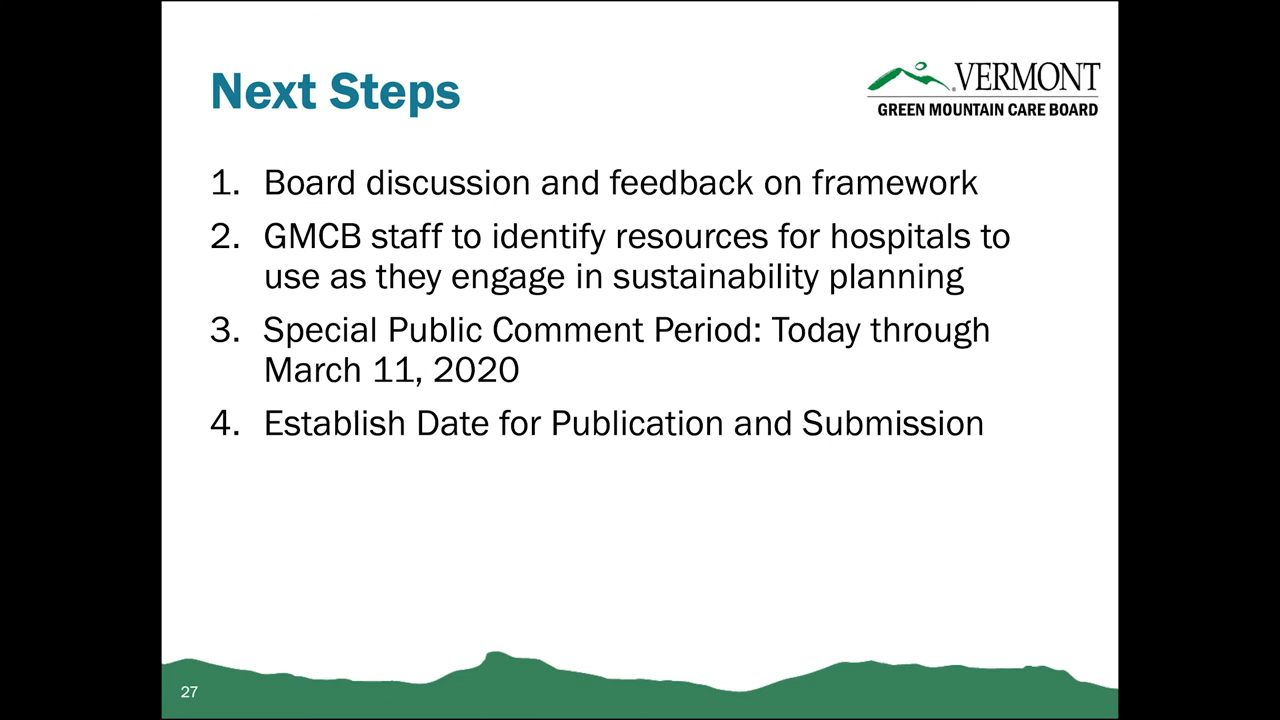 Next Steps
VERMONT
GREEN MOUNTAIN CARE BOARD
1. Board discussion and feedback on framework
2. GMCB staff to identify resources for hospitals to
use as they engage in sustainability planning
3. Special Public Comment Period: Today through
March 11, 2020
4. Establish Date for Publication and Submission
27